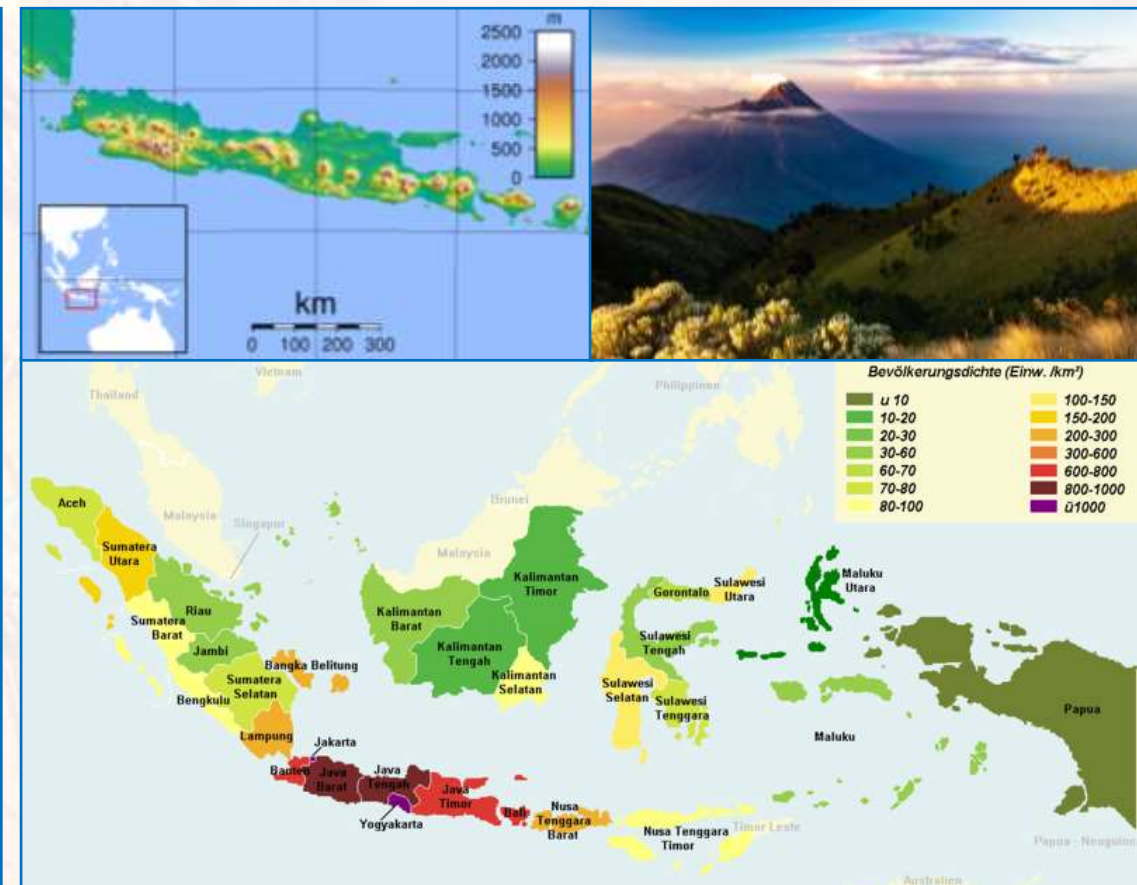 m
2500
2000
1500
1000
500
0
km
0 100 200 300
Bevölkerungsdichte (Einw. /km²)
u 10
10-20
20-30
30-60
60-70
70-80
80-100
100-150
150-200
200-300
300-600
600-800
800-1000
ü1000
Vietnam
Thailand
Philippinen
Brunei
Malaysia
Singapur
Malaysia
Aceh
Sumatera
Utara
Riau
Sumatera
Barat
Jambi
Bangka Belitung
Sumatera
Selatan
Bengkulu
Lampung
Kalimantan
Timor
Kalimantan
Barat
Kalimantan
Tengah
Kalimantan
Selatan
Gorontalo
Sulawesi
Utara
Sulawesi
Tengah
Sulawesi
Selatan
Sulawesi
Tenggara
Maluku
Utara
Maluku
Papua
Jakarta
Banten
Java
Barat
Java
Tengah
Yogyakarta
Java
Timor
Bali
Nusa
Tenggara
Barat
Nusa Tenggara
Timor
Timor Leste
Papua - Neuguinea
Australien